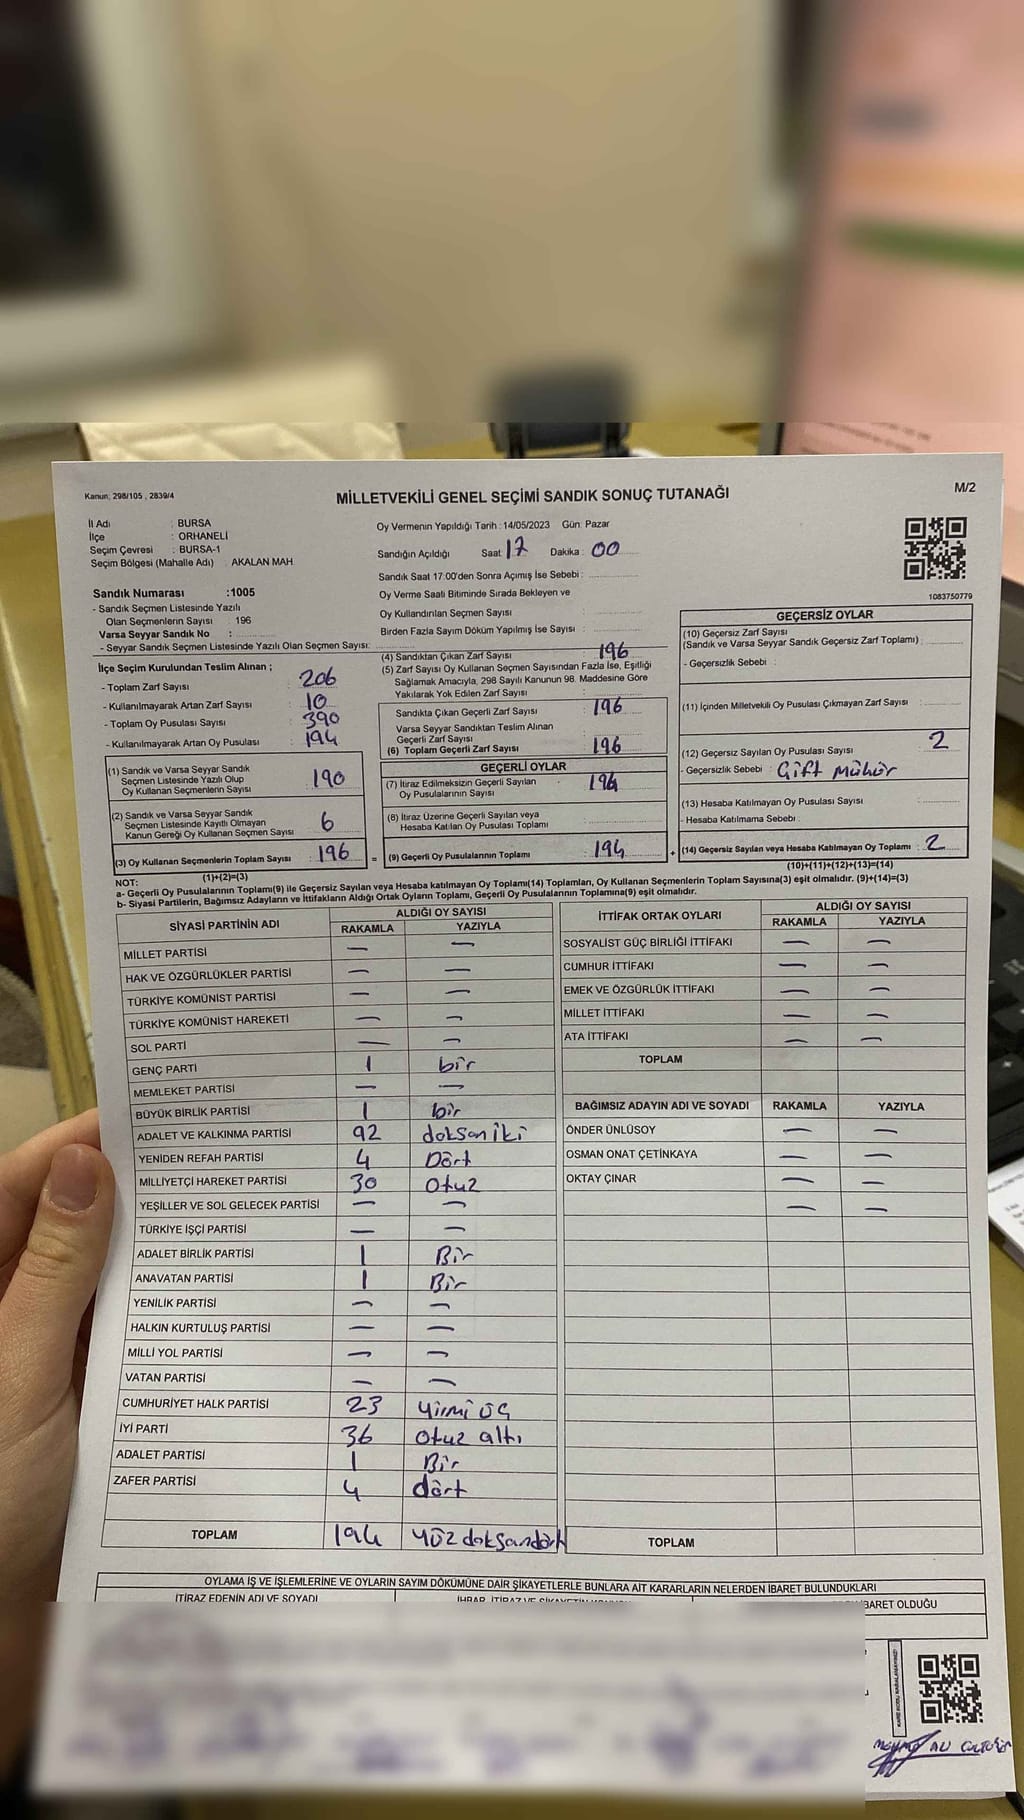 Kanun; 298/105 , 2839/4
MİLLETVEKİLİ GENEL SEÇİMİ SANDIK SONUÇ TUTANAĞI
M/2
İl Adı : BURSA
İlçe : ORHANELİ
Seçim Çevresi : BURSA-1
Seçim Bölgesi (Mahalle Adı) : AKALAN MAH
Oy Vermenin Yapıldığı Tarih : 14/05/2023 Gün: Pazar
Sandığın Açıldığı Saat 17 Dakika : 00
Sandık Saat 17:00'den Sonra Açımış İse Sebebi :
Oy Verme Saati Bitiminde Sırada Bekleyen ve
Oy Kullandırılan Seçmen Sayısı
Birden Fazla Sayım Döküm Yapılmış İse Sayısı :
1083750779
Sandık Numarası :1005
- Sandık Seçmen Listesinde Yazılı
Olan Seçmenlerin Sayısı : 196
Varsa Seyyar Sandık No :
- Seyyar Sandık Seçmen Listesinde Yazılı Olan Seçmen Sayısı:
İlçe Seçim Kurulundan Teslim Alınan ;
- Toplam Zarf Sayısı : 206
- Kullanılmayarak Artan Zarf Sayısı : 10
- Toplam Oy Pusulası Sayısı : 390
- Kullanılmayarak Artan Oy Pusulası : 194
(1) Sandık ve Varsa Seyyar Sandık
Seçmen Listesinde Yazılı Olup
Oy Kullanan Seçmenlerin Sayısı : 190
(2) Sandık ve Varsa Seyyar Sandık
Seçmen Listesinde Kayıtlı Olmayan
Kanun Gereği Oy Kullanan Seçmen Sayısı : 6
(3) Oy Kullanan Seçmenlerin Toplam Sayısı : 196
(1)+(2)=(3)
(4) Sandıktan Çıkan Zarf Sayısı : 196
(5) Zarf Sayısı Oy Kullanan Seçmen Sayısından Fazla İse, Eşitliği
Sağlamak Amacıyla, 298 Sayılı Kanunun 98. Maddesine Göre
Yakılarak Yok Edilen Zarf Sayısı :
Sandıkta Çıkan Geçerli Zarf Sayısı : 196
Varsa Seyyar Sandıktan Teslim Alınan
Geçerli Zarf Sayısı :
(6) Toplam Geçerli Zarf Sayısı : 196
GEÇERLİ OYLAR
(7) İtiraz Edilmeksizin Geçerli Sayılan
Oy Pusulalarının Sayısı : 194
(8) İtiraz Üzerine Geçerli Sayılan veya
Hesaba Katılan Oy Pusulası Toplamı :
= (9) Geçerli Oy Pusulalarının Toplamı : 194 +
GEÇERSİZ OYLAR
(10) Geçersiz Zarf Sayısı
(Sandık ve Varsa Seyyar Sandık Geçersiz Zarf Toplamı) :
- Geçersizlik Sebebi :
(11) İçinden Milletvekili Oy Pusulası Çıkmayan Zarf Sayısı :
(12) Geçersiz Sayılan Oy Pusulası Sayısı : 2
- Geçersizlik Sebebi : Çift Mühür
(13) Hesaba Katılmayan Oy Pusulası Sayısı :
- Hesaba Katılmama Sebebi :
(14) Geçersiz Sayılan veya Hesaba Katılmayan Oy Toplamı : 2
(10)+(11)+(12)+(13)=(14)
NOT:
a- Geçerli Oy Pusulalarının Toplamı(9) ile Geçersiz Sayılan veya Hesaba katılmayan Oy Toplamı(14) Toplamları, Oy Kullanan Seçmenlerin Toplam Sayısına(3) eşit olmalıdır. (9)+(14)=(3)
b- Siyasi Partilerin, Bağımsız Adayların ve İttifakların Aldığı Ortak Oyların Toplamı, Geçerli Oy Pusulalarının Toplamına(9) eşit olmalıdır.
SİYASİ PARTİNİN ADI
ALDIĞI OY SAYISI
RAKAMLA YAZIYLA
MİLLET PARTİSİ — —
HAK VE ÖZGÜRLÜKLER PARTİSİ — —
TÜRKİYE KOMÜNİST PARTİSİ — —
TÜRKİYE KOMÜNİST HAREKETİ — —
SOL PARTİ — —
GENÇ PARTİ 1 bir
MEMLEKET PARTİSİ — —
BÜYÜK BİRLİK PARTİSİ 1 bir
ADALET VE KALKINMA PARTİSİ 92 doksan iki
YENİDEN REFAH PARTİSİ 4 Dört
MİLLİYETÇİ HAREKET PARTİSİ 30 Otuz
YEŞİLLER VE SOL GELECEK PARTİSİ — —
TÜRKİYE İŞÇİ PARTİSİ — —
ADALET BİRLİK PARTİSİ 1 Bir
ANAVATAN PARTİSİ 1 Bir
YENİLİK PARTİSİ — —
HALKIN KURTULUŞ PARTİSİ — —
MİLLİ YOL PARTİSİ — —
VATAN PARTİSİ — —
CUMHURİYET HALK PARTİSİ 23 yirmi üç
İYİ PARTİ 36 otuz altı
ADALET PARTİSİ 1 Bir
ZAFER PARTİSİ 4 dört
TOPLAM 194 yüz doksandört
İTTİFAK ORTAK OYLARI
ALDIĞI OY SAYISI
RAKAMLA YAZIYLA
SOSYALİST GÜÇ BİRLİĞİ İTTİFAKI — —
CUMHUR İTTİFAKI — —
EMEK VE ÖZGÜRLÜK İTTİFAKI — —
MİLLET İTTİFAKI — —
ATA İTTİFAKI — —
TOPLAM
BAĞIMSIZ ADAYIN ADI VE SOYADI RAKAMLA YAZIYLA
ÖNDER ÜNLÜSOY — —
OSMAN ONAT ÇETİNKAYA — —
OKTAY ÇINAR — —
— —
TOPLAM
OYLAMA İŞ VE İŞLEMLERİNE VE OYLARIN SAYIM DÖKÜMÜNE DAİR ŞİKAYETLERLE BUNLARA AİT KARARLARIN NELERDEN İBARET BULUNDUKLARI
İTİRAZ EDENİN ADI VE SOYADI
BARET OLDUĞU